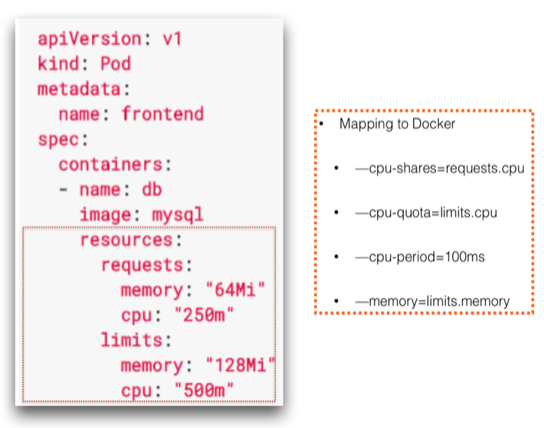 apiVersion: v1
kind: Pod
metadata:
  name: frontend
spec:
  containers:
  - name: db
    image: mysql
    resources:
      requests:
        memory: "64Mi"
        cpu: "250m"
      limits:
        memory: "128Mi"
        cpu: "500m"
• Mapping to Docker
• —cpu-shares=requests.cpu
• —cpu-quota=limits.cpu
• —cpu-period=100ms
• —memory=limits.memory